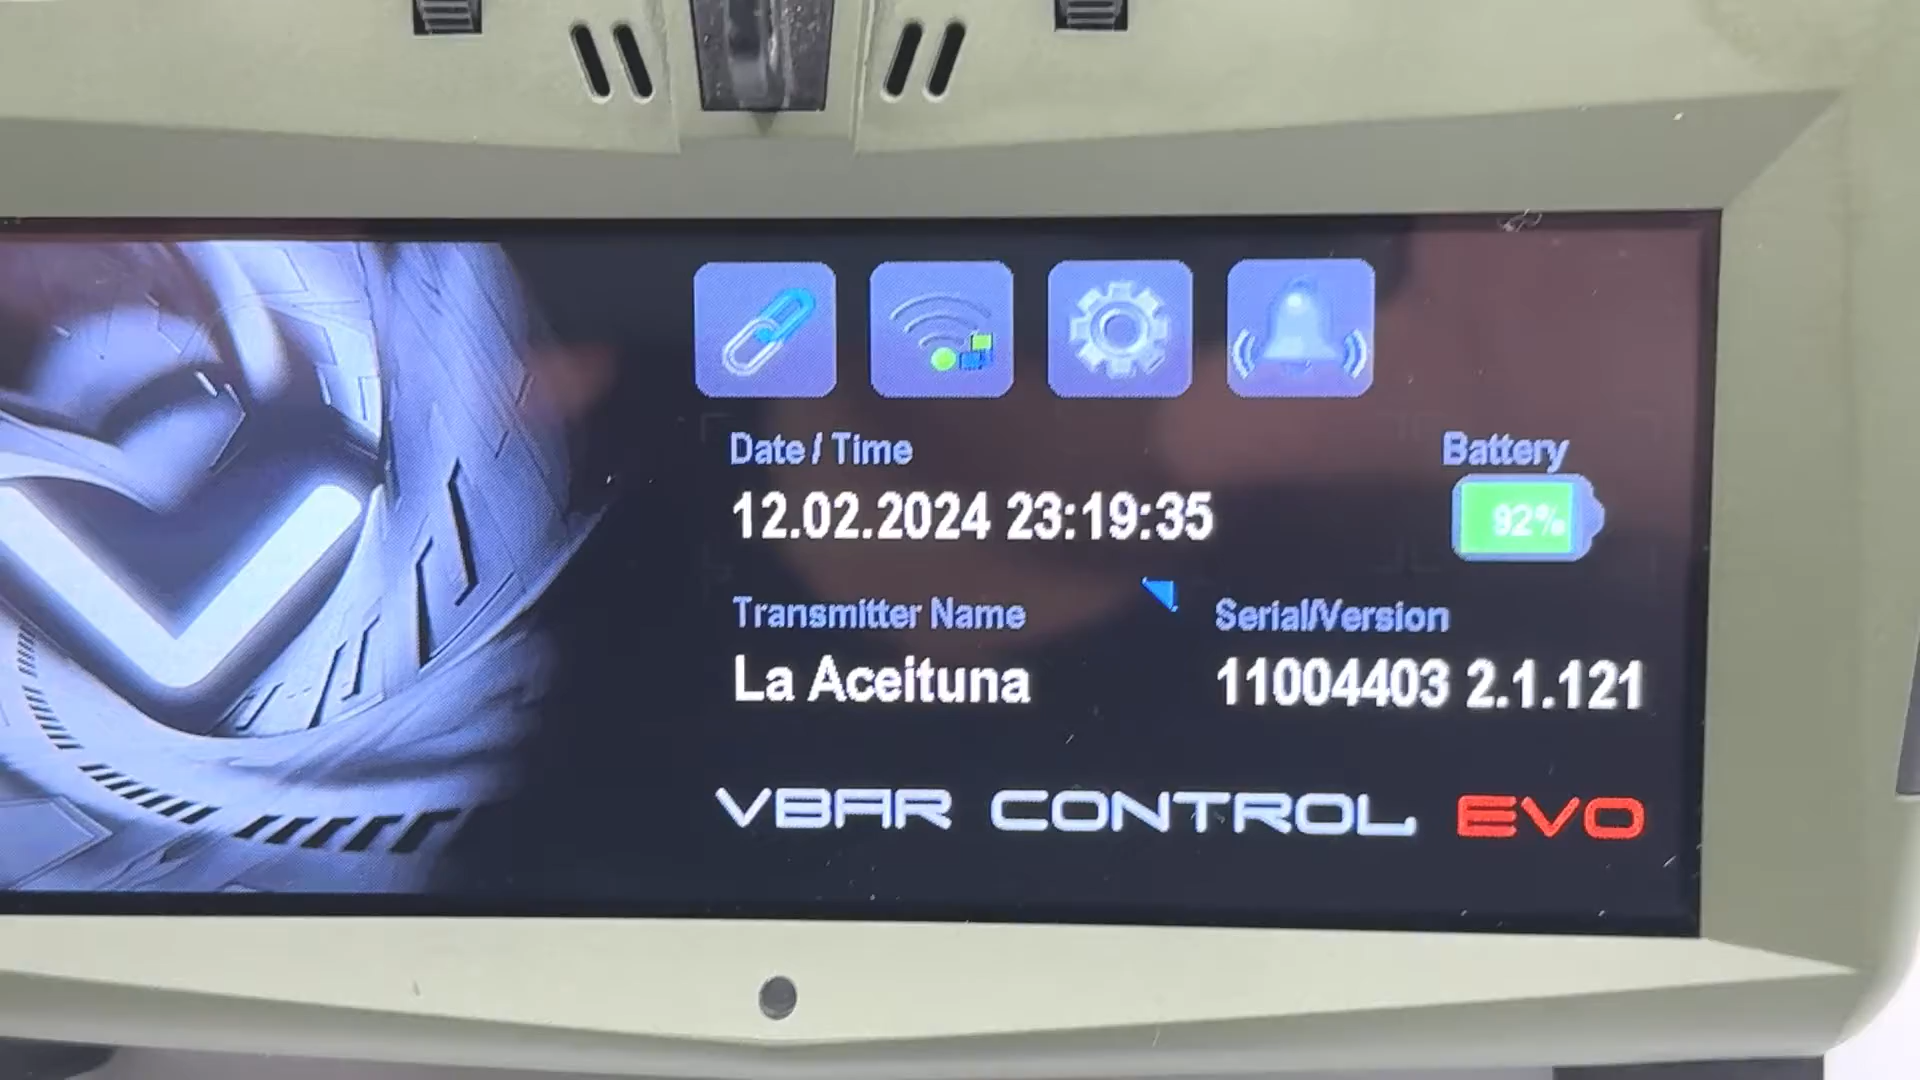 Date / Time
Battery
12.02.2024 23:19:35
92%
Transmitter Name
Serial/Version
La Aceituna
11004403 2.1.121
VBAR CONTROL EVO